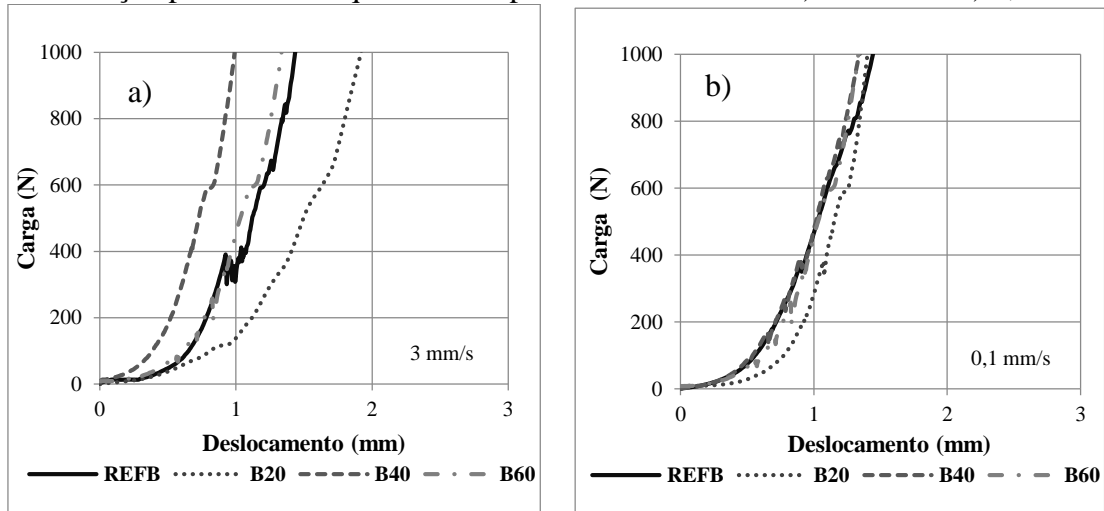 a)
1000
800
600
400
200
0
Carga (N)
0 1 2 3
Deslocamento (mm)
3 mm/s
REFB B20 B40 B60
b)
1000
800
600
400
200
0
Carga (N)
0 1 2 3
Deslocamento (mm)
0,1 mm/s
REFB B20 B40 B60